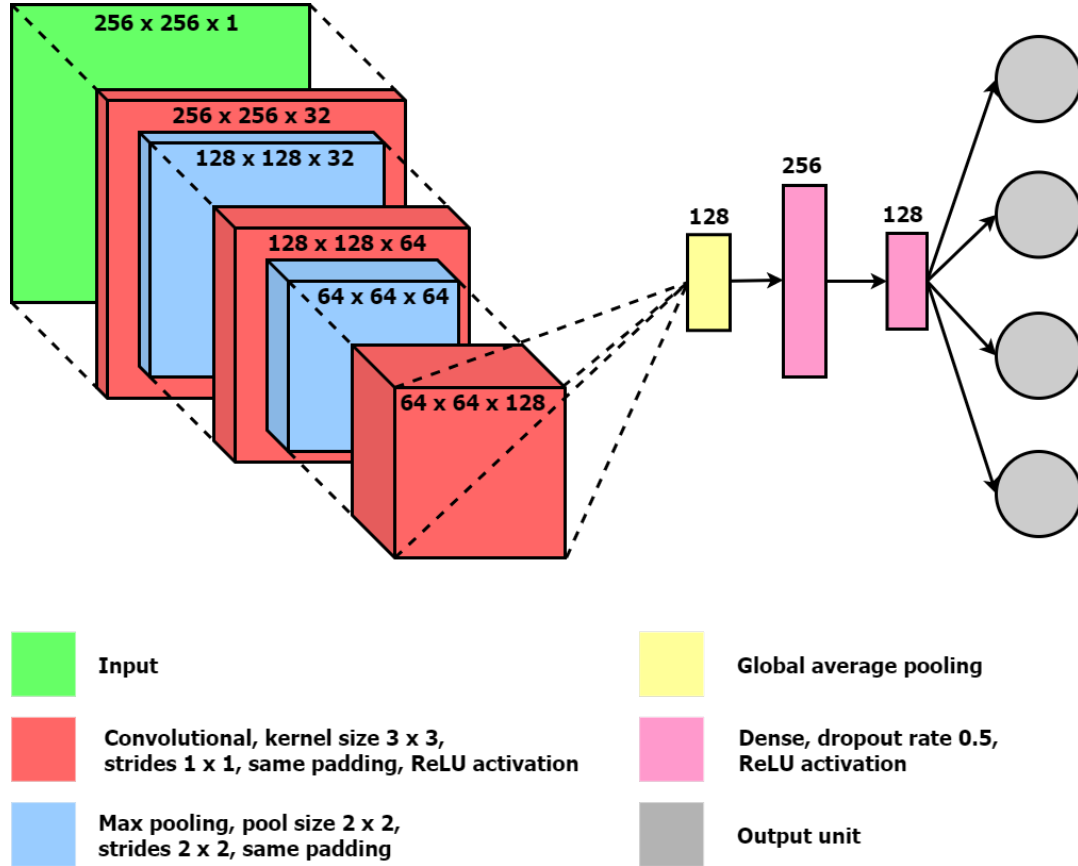 256 x 256 x 1
256 x 256 x 32
128 x 128 x 32
128 x 128 x 64
64 x 64 x 64
64 x 64 x 128
128
256
128
Input
Convolutional, kernel size 3 x 3,
strides 1 x 1, same padding, ReLU activation
Max pooling, pool size 2 x 2,
strides 2 x 2, same padding
Global average pooling
Dense, dropout rate 0.5,
ReLU activation
Output unit